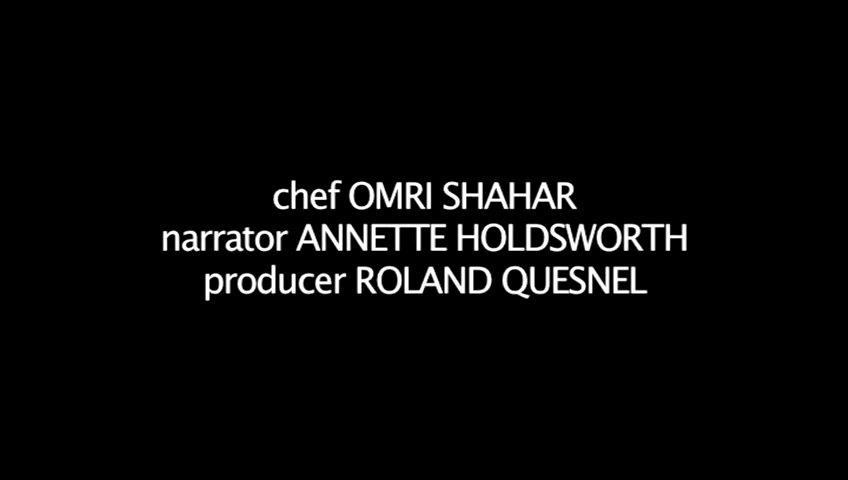 chef OMRI SHAHAR
narrator ANNETTE HOLDSWORTH
producer ROLAND QUESNEL